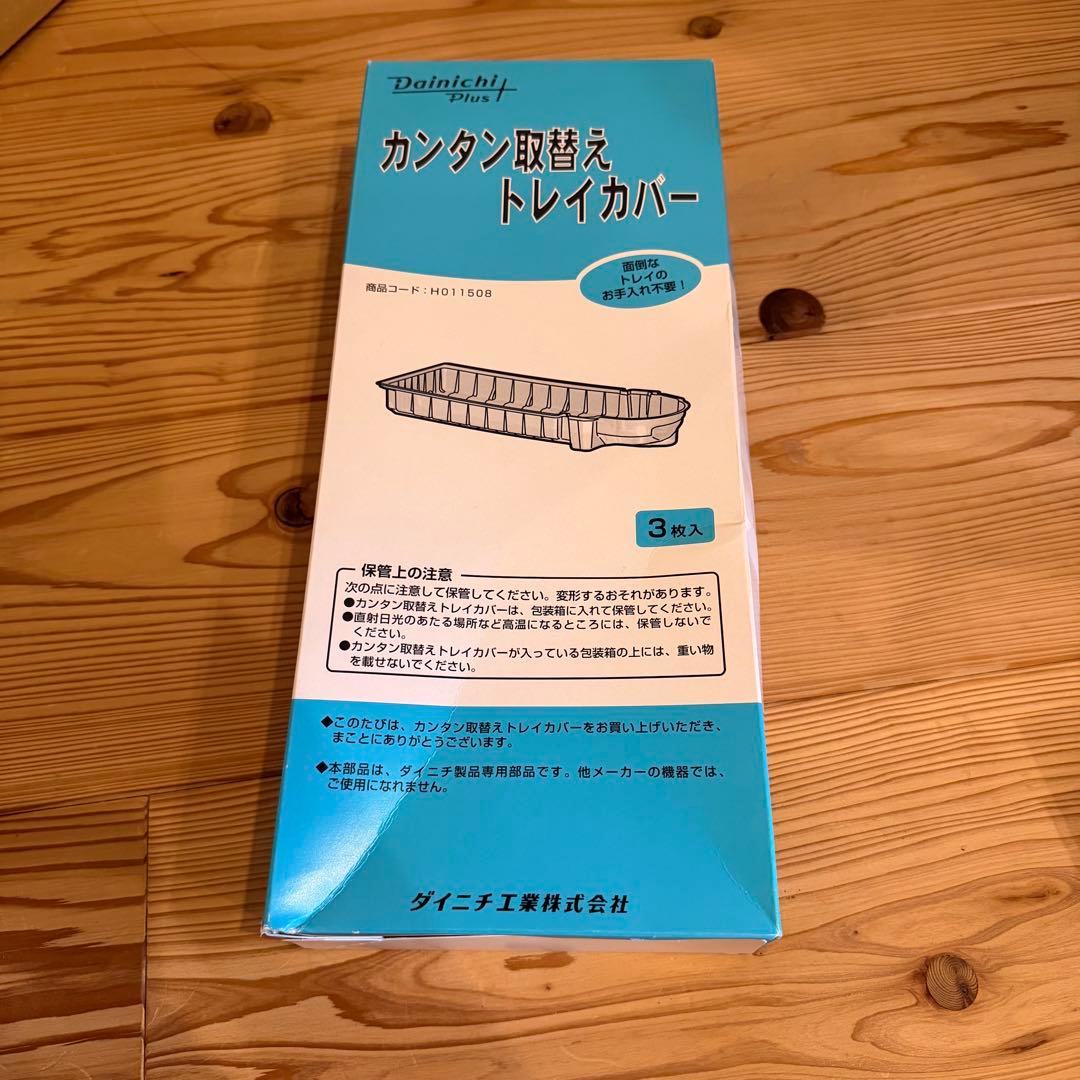 Dainichi
Plus
カンタン取替え
トレイカバー
面倒な
トレイの
お手入れ不要！
商品コード：H011508
3枚入
保管上の注意
次の点に注意して保管してください。変形するおそれがあります。
●カンタン取替えトレイカバーは、包装箱に入れて保管してください。
●直射日光のあたる場所など高温になるところには、保管しないで
ください。
●カンタン取替えトレイカバーが入っている包装箱の上には、重い物
を載せないでください。
◆このたびは、カンタン取替えトレイカバーをお買い上げいただき、
まことにありがとうございます。
◆本部品は、ダイニチ製品専用部品です。他メーカーの機器では、
ご使用になれません。
ダイニチ工業株式会社